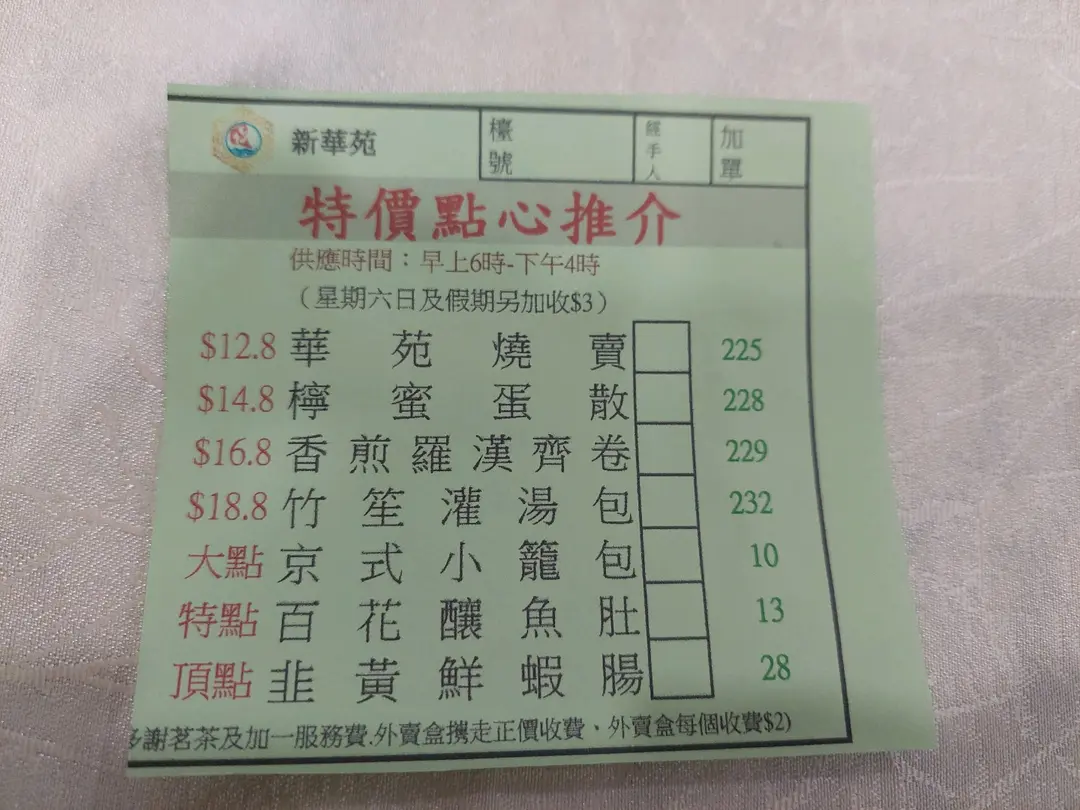 新華苑
檯號
經手人
加單
特價點心推介
供應時間：早上6時-下午4時
（星期六日及假期另加收$3）
$12.8 華苑燒賣 225
$14.8 檸蜜蛋散 228
$16.8 香煎羅漢齊卷 229
$18.8 竹笙灌湯包 232
大點 京式小籠包 10
特點 百花釀魚肚 13
頂點 韭黃鮮蝦腸 28
謝茗茶及加一服務費.外賣盒攜走正價收費、外賣盒每個收費$2)